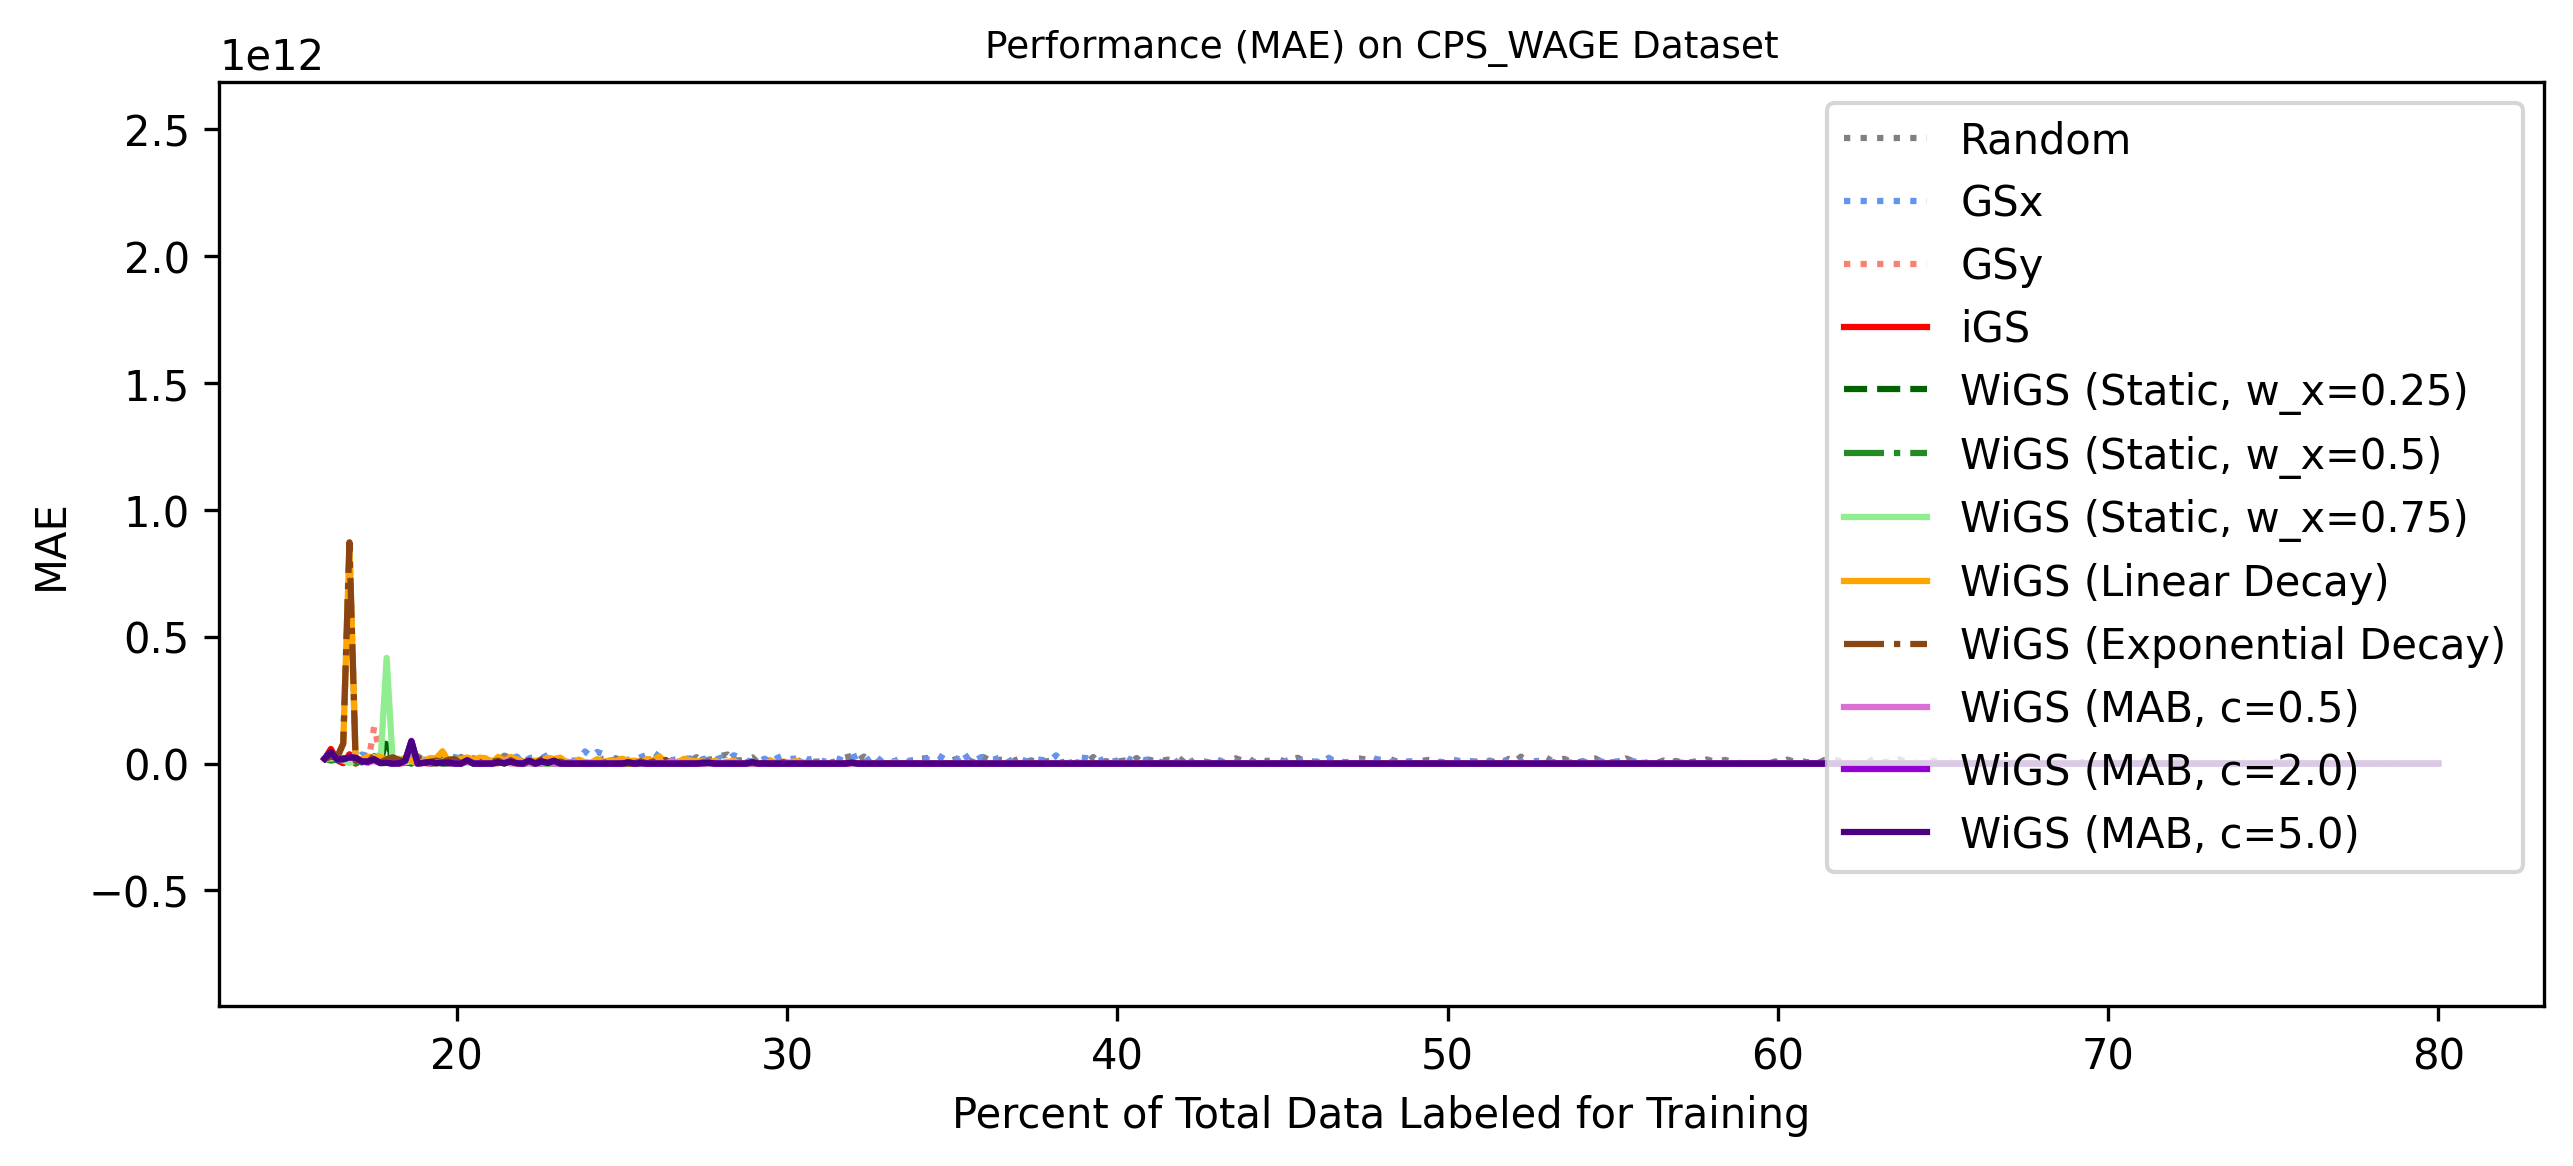 Performance (MAE) on CPS_WAGE Dataset
1e12
2.5
2.0
1.5
1.0
0.5
0.0
−0.5
MAE
Random
GSx
GSy
iGS
WiGS (Static, w_x=0.25)
WiGS (Static, w_x=0.5)
WiGS (Static, w_x=0.75)
WiGS (Linear Decay)
WiGS (Exponential Decay)
WiGS (MAB, c=0.5)
WiGS (MAB, c=2.0)
WiGS (MAB, c=5.0)
20 30 40 50 60 70 80
Percent of Total Data Labeled for Training